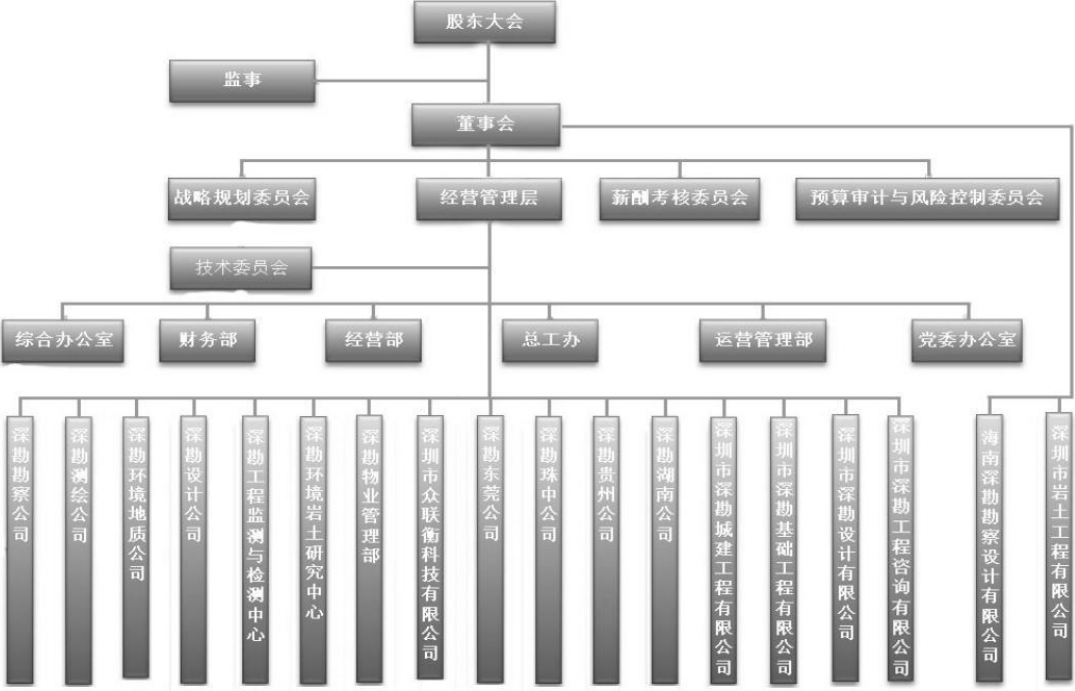 股东大会
监事
董事会
战略规划委员会
经营管理层
薪酬考核委员会
预算审计与风险控制委员会
技术委员会
综合办公室
财务部
经营部
总工办
运营管理部
党委办公室
深勘勘察公司
深勘测绘公司
深勘环境地质公司
深勘设计公司
深勘工程监测与检测中心
深勘环境岩土研究中心
深勘物业管理部
深圳市众联衡科技有限公司
深勘东莞公司
深勘珠中公司
深勘贵州公司
深勘湖南公司
深圳市深勘城建工程有限公司
深圳市深勘基础工程有限公司
深圳市深勘设计有限公司
深圳市深勘工程咨询有限公司
海南深勘勘察设计有限公司
深圳市岩土工程有限公司